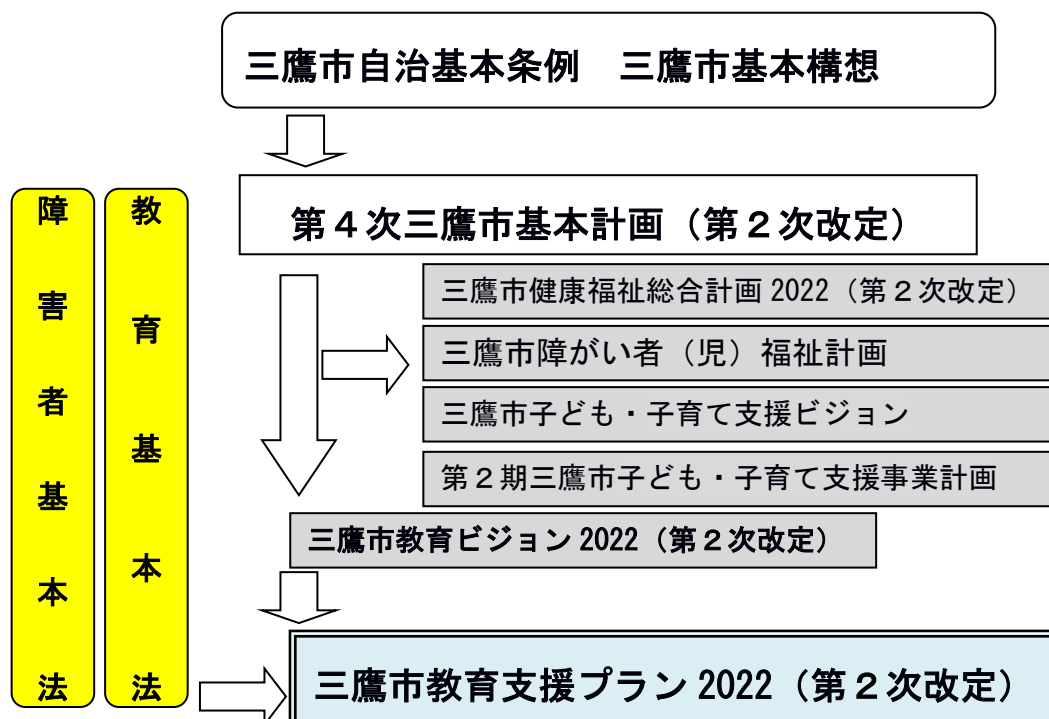 三鷹市自治基本条例　三鷹市基本構想
障害者基本法
教育基本法
第４次三鷹市基本計画（第２次改定）
三鷹市健康福祉総合計画 2022（第２次改定）
三鷹市障がい者（児）福祉計画
三鷹市子ども・子育て支援ビジョン
第２期三鷹市子ども・子育て支援事業計画
三鷹市教育ビジョン 2022（第２次改定）
三鷹市教育支援プラン 2022（第２次改定）